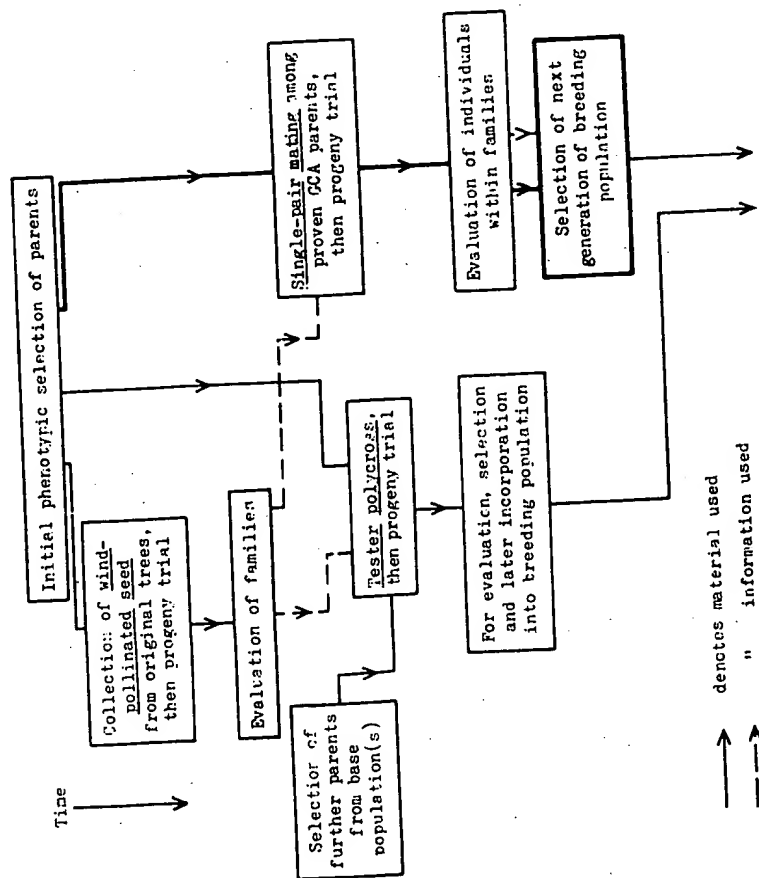 Initial phenotypic selection of parents
Time
Collection of wind-
pollinated seed
from original trees,
then progeny trial
Evaluation of families
Selection of
further parents
from base
population(s)
Tester polycross,
then progeny trial
For evaluation, selection
and later incorporation
into breeding population
Single-pair mating among
proven GCA parents,
then progeny trial
Evaluation of individuals
within families
Selection of next
generation of breeding
population
denotes material used
" information used